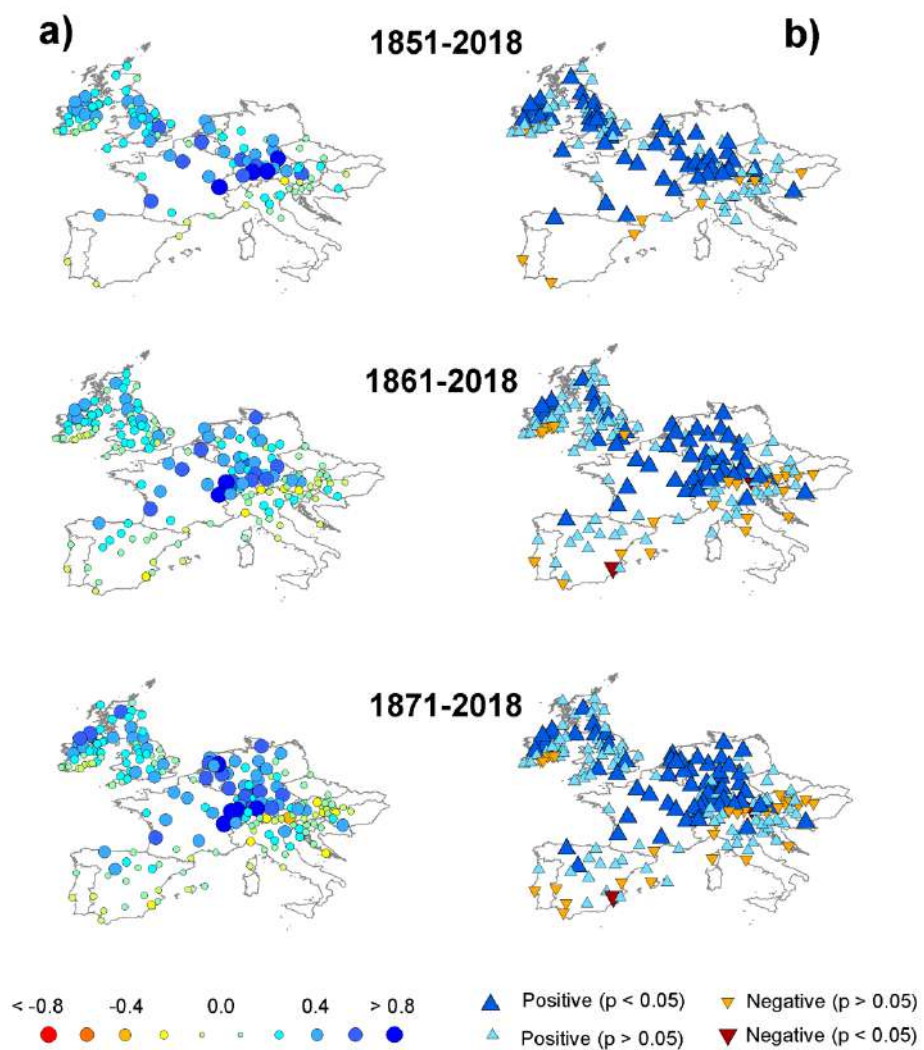 a)
1851-2018
b)
1861-2018
1871-2018
< -0.8 -0.4 0.0 0.4 > 0.8
Positive (p < 0.05)
Negative (p > 0.05)
Positive (p > 0.05)
Negative (p < 0.05)